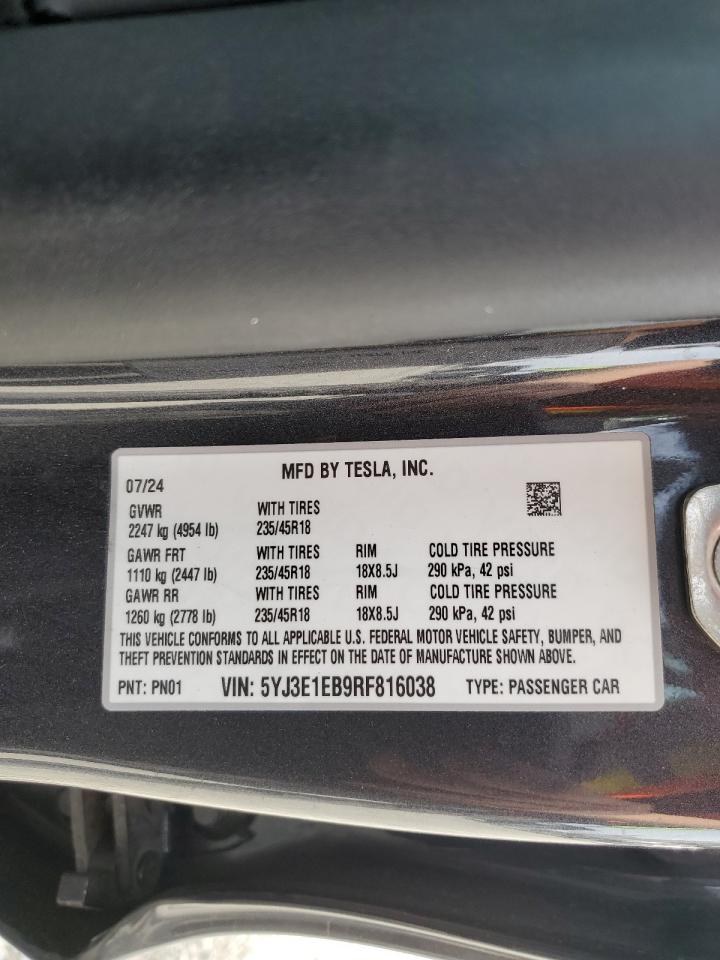 MFD BY TESLA, INC.
07/24
GVWR WITH TIRES
2247 kg (4954 lb) 235/45R18
GAWR FRT WITH TIRES RIM COLD TIRE PRESSURE
1110 kg (2447 lb) 235/45R18 18X8.5J 290 kPa, 42 psi
GAWR RR WITH TIRES RIM COLD TIRE PRESSURE
1260 kg (2778 lb) 235/45R18 18X8.5J 290 kPa, 42 psi
THIS VEHICLE CONFORMS TO ALL APPLICABLE U.S. FEDERAL MOTOR VEHICLE SAFETY, BUMPER, AND
THEFT PREVENTION STANDARDS IN EFFECT ON THE DATE OF MANUFACTURE SHOWN ABOVE.
PNT: PN01 VIN: 5YJ3E1EB9RF816038 TYPE: PASSENGER CAR